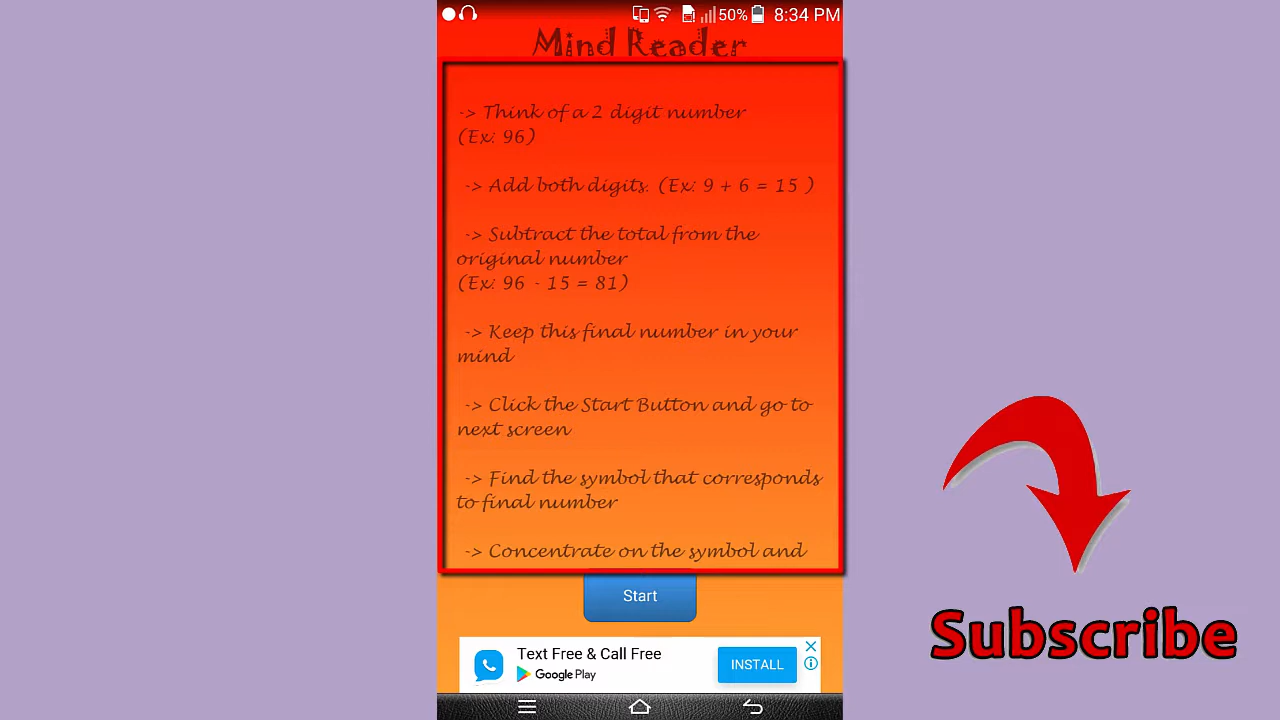 50% 8:34 PM
Mind Reader
-> Think of a 2 digit number
(Ex: 96)
-> Add both digits. (Ex: 9 + 6 = 15 )
-> Subtract the total from the
original number
(Ex: 96 - 15 = 81)
-> Keep this final number in your
mind
-> Click the Start Button and go to
next screen
-> Find the symbol that corresponds
to final number
-> Concentrate on the symbol and
Start
Text Free & Call Free
Google Play
INSTALL
Subscribe